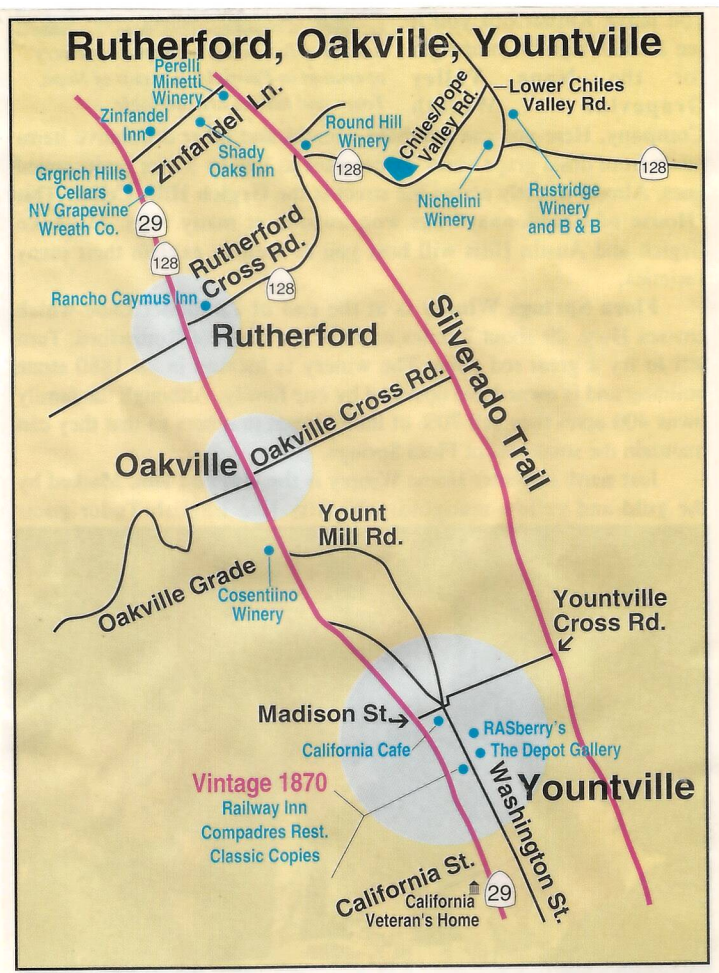 Rutherford, Oakville, Yountville
Perelli
Minetti
Winery
Zinfandel Ln.
Zinfandel
Inn
Shady
Oaks Inn
Round Hill
Winery
Chiles/Pope
Valley Rd.
Lower Chiles
Valley Rd.
128
128
Nichelini
Winery
Rustridge
Winery
and B & B
Grgrich Hills
Cellars
NV Grapevine
Wreath Co.
29
128
Rutherford
Cross Rd.
128
Rancho Caymus Inn
Rutherford
Silverado Trail
Oakville Cross Rd.
Oakville
Yount
Mill Rd.
Oakville Grade
Cosentiino
Winery
Yountville
Cross Rd.
Madison St.
California Cafe
RASberry's
The Depot Gallery
Vintage 1870
Railway Inn
Compadres Rest.
Classic Copies
Yountville
Washington St.
California St.
California
Veteran's Home
29